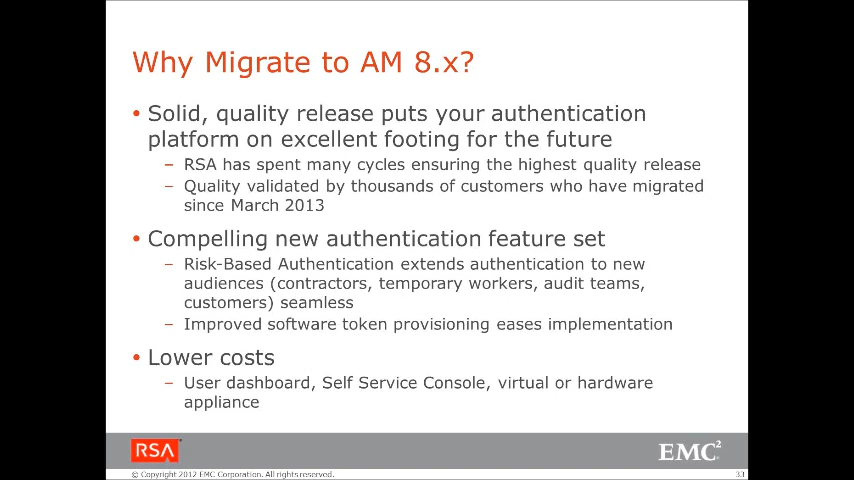 Why Migrate to AM 8.x?
• Solid, quality release puts your authentication
platform on excellent footing for the future
– RSA has spent many cycles ensuring the highest quality release
– Quality validated by thousands of customers who have migrated
since March 2013
• Compelling new authentication feature set
– Risk-Based Authentication extends authentication to new
audiences (contractors, temporary workers, audit teams,
customers) seamless
– Improved software token provisioning eases implementation
• Lower costs
– User dashboard, Self Service Console, virtual or hardware
appliance
RSA
EMC²
© Copyright 2012 EMC Corporation. All rights reserved.
33